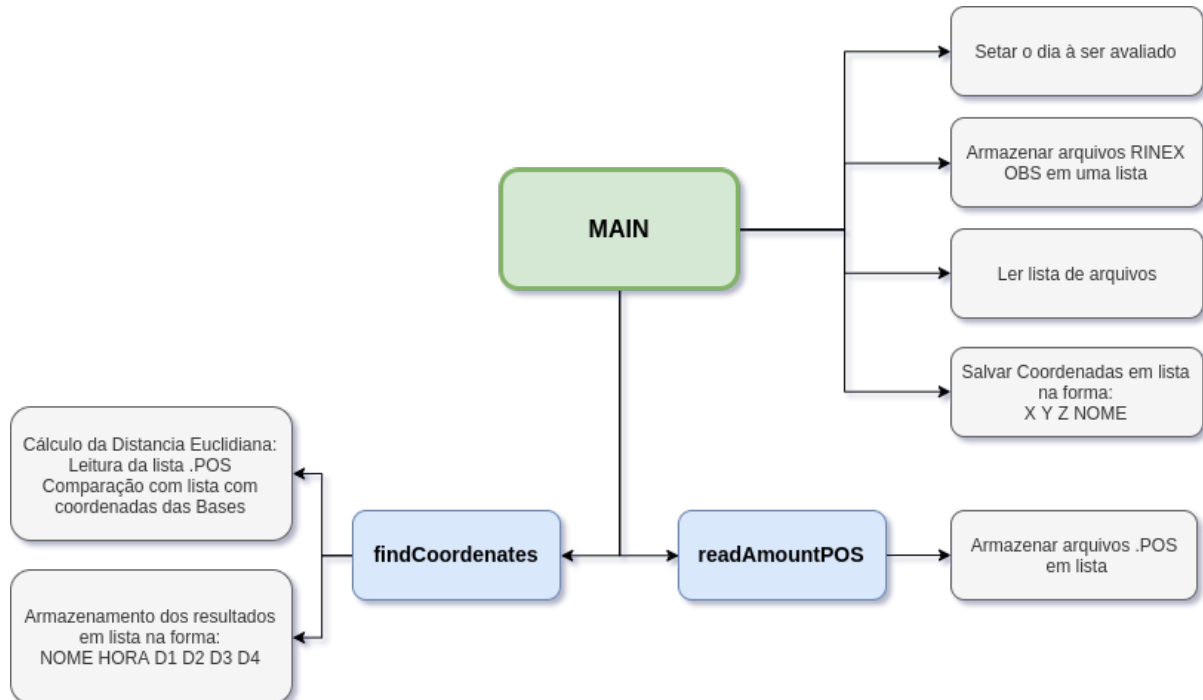 Setar o dia à ser avaliado
Armazenar arquivos RINEX
OBS em uma lista
MAIN
Ler lista de arquivos
Salvar Coordenadas em lista
na forma:
X Y Z NOME
Cálculo da Distancia Euclidiana:
Leitura da lista .POS
Comparação com lista com
coordenadas das Bases
findCoordenates
readAmountPOS
Armazenar arquivos .POS
em lista
Armazenamento dos resultados
em lista na forma:
NOME HORA D1 D2 D3 D4